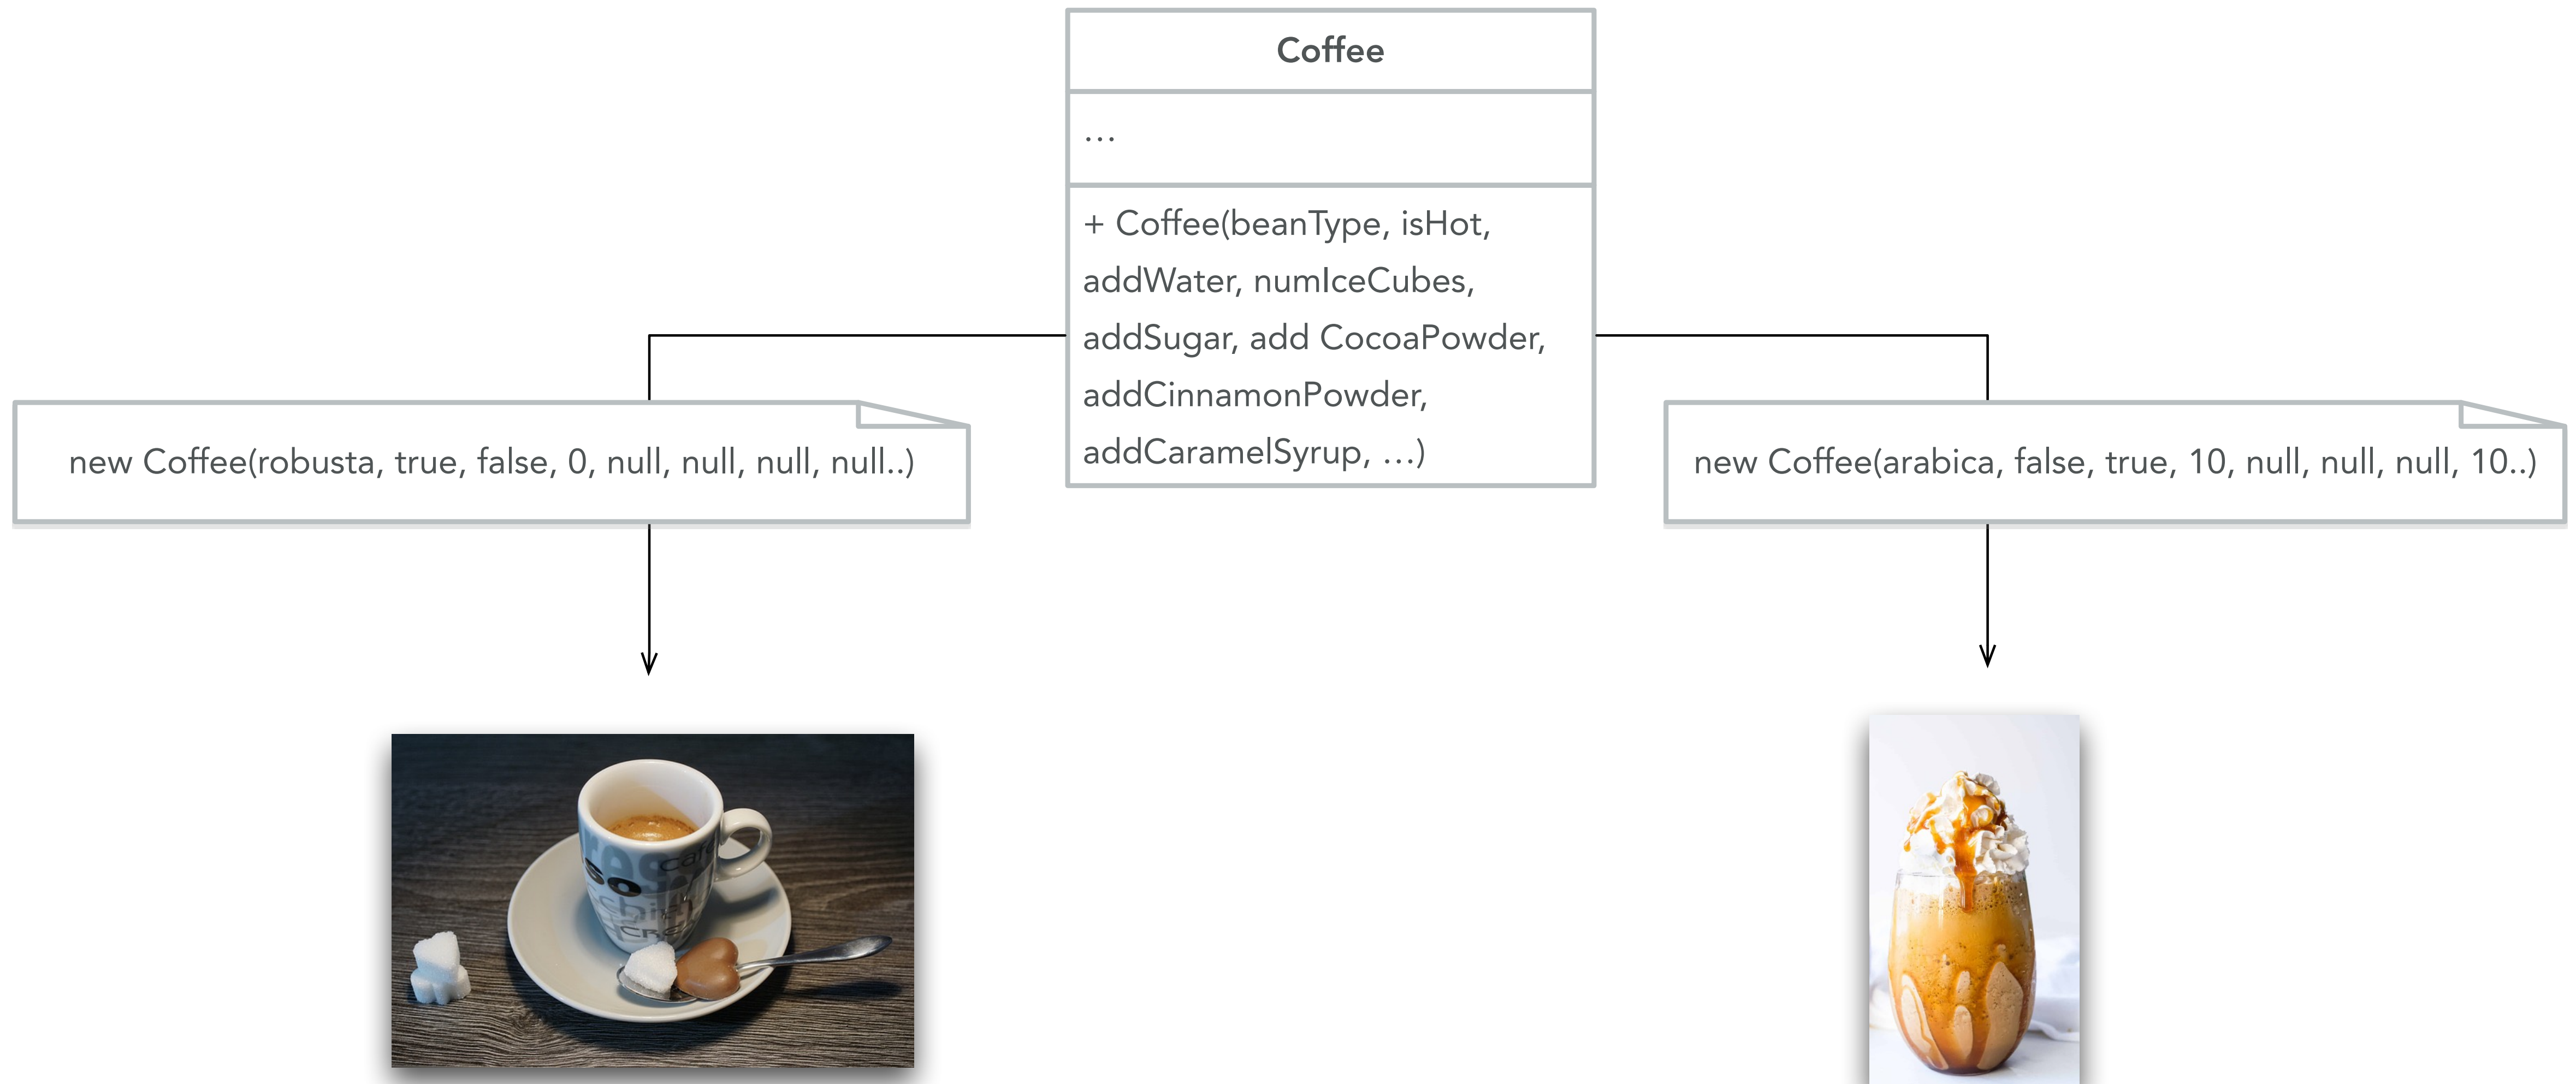 Coffee
…
+ Coffee(beanType, isHot,
addWater, numIceCubes,
addSugar, add CocoaPowder,
addCinnamonPowder,
addCaramelSyrup, …)
new Coffee(robusta, true, false, 0, null, null, null, null..)
new Coffee(arabica, false, true, 10, null, null, null, 10..)